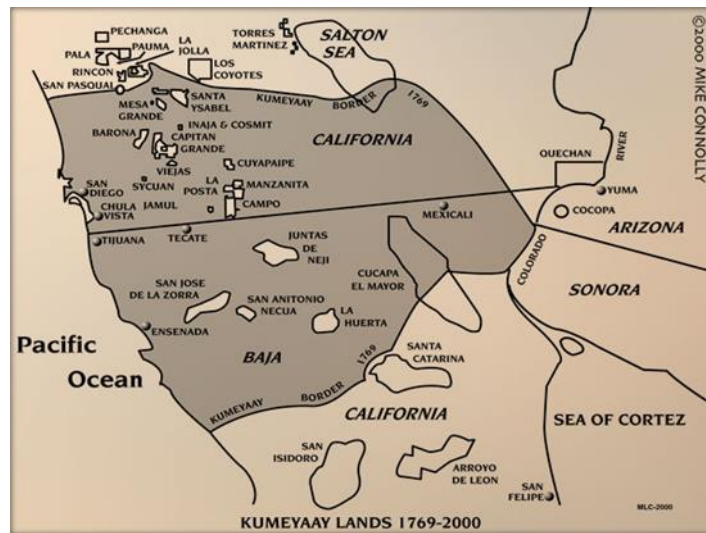 PECHANGA
TORRES
MARTINEZ
SALTON
SEA
©2000 MIKE CONNOLLY
PALA
PAUMA
LA
JOLLA
RINCON
LOS
COYOTES
SAN PASQUAL
MESA
GRANDE
SANTA
YSABEL
KUMEYAAY BORDER 1769
INAJA & COSMIT
BARONA
CAPITAN
GRANDE
CALIFORNIA
VIEJAS
CUYAPAIPE
QUECHAN
RIVER
SAN
DIEGO
SYCUAN
LA
POSTA
MANZANITA
YUMA
CHULA
VISTA
JAMUL
CAMPO
MEXICALI
COCOPA
ARIZONA
TIJUANA
TECATE
JUNTAS
DE
NEJI
COLORADO
CUCAPA
EL MAYOR
SONORA
SAN JOSE
DE LA ZORRA
SAN ANITONIO
NECUA
LA
HUERTA
ENSENADA
Pacific
Ocean
BAJA
SANTA
CATARINA
KUMEYAAY BORDER 1769
CALIFORNIA
SEA OF CORTEZ
SAN
ISIDORO
ARROYO
DE LEON
SAN
FELIPE
MLC-2000
KUMEYAAY LANDS 1769-2000